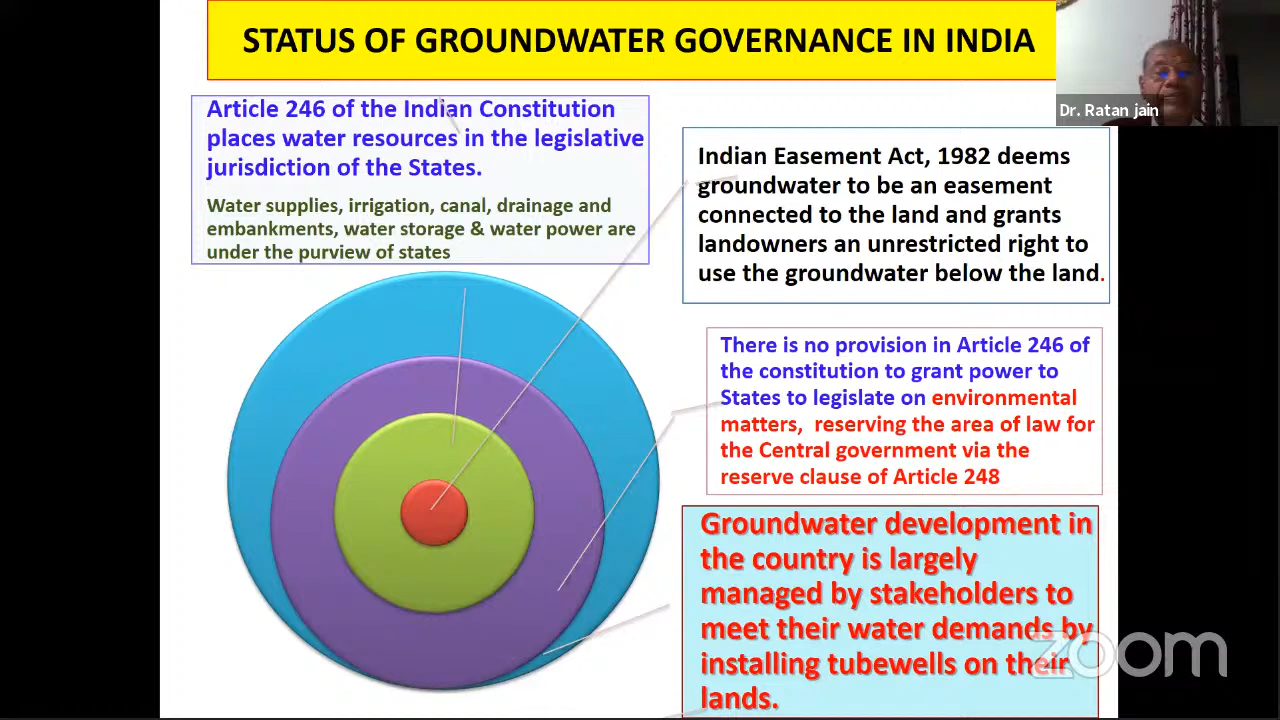 STATUS OF GROUNDWATER GOVERNANCE IN INDIA
Dr. Ratan jain
Article 246 of the Indian Constitution
places water resources in the legislative
jurisdiction of the States.
Water supplies, irrigation, canal, drainage and
embankments, water storage & water power are
under the purview of states
Indian Easement Act, 1982 deems
groundwater to be an easement
connected to the land and grants
landowners an unrestricted right to
use the groundwater below the land.
There is no provision in Article 246 of
the constitution to grant power to
States to legislate on environmental
matters, reserving the area of law for
the Central government via the
reserve clause of Article 248
Groundwater development in
the country is largely
managed by stakeholders to
meet their water demands by
installing tubewells on their
lands.
zoom